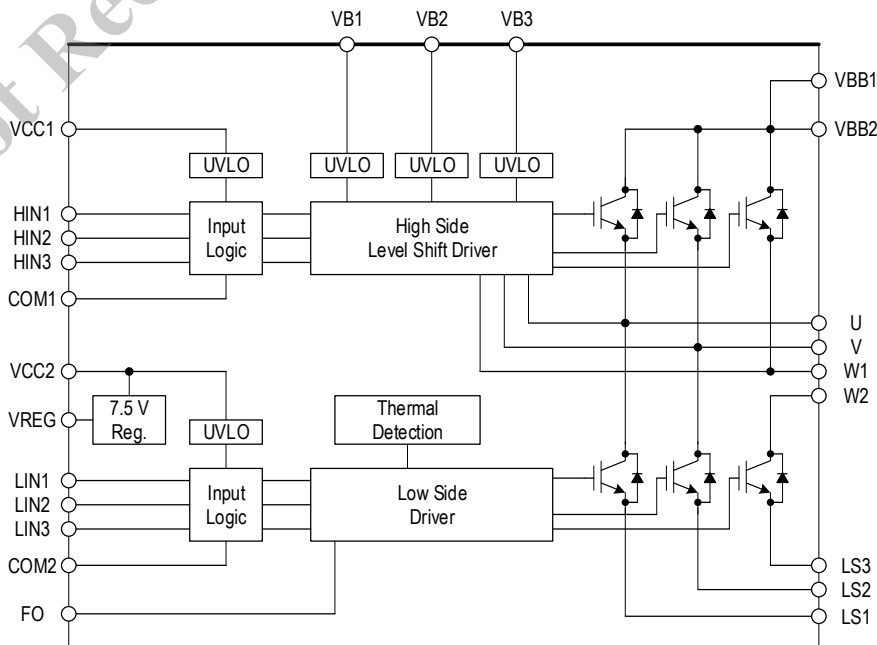 VB1 VB2 VB3
VBB1
VCC1
VBB2
UVLO UVLO UVLO UVLO
HIN1
HIN2
HIN3
Input
Logic
High Side
Level Shift Driver
COM1
U
V
W1
VCC2
W2
VREG
7.5 V
Reg.
UVLO
Thermal
Detection
LIN1
LIN2
LIN3
Input
Logic
Low Side
Driver
COM2
LS3
LS2
FO
LS1